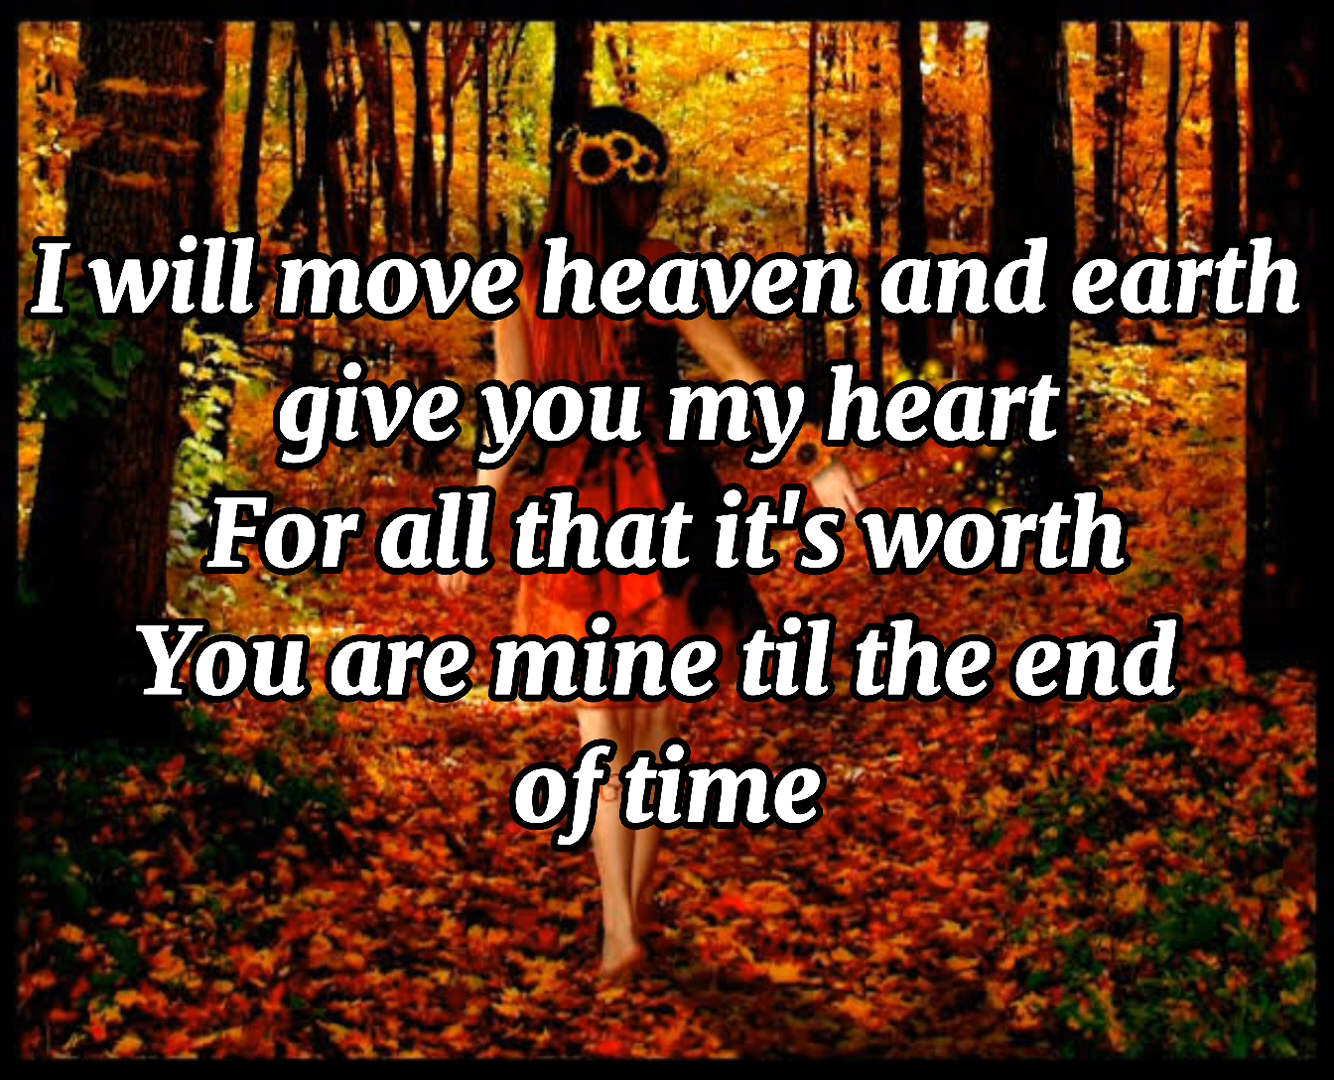 I will move heaven and earth
give you my heart
For all that it's worth
You are mine til the end
of time